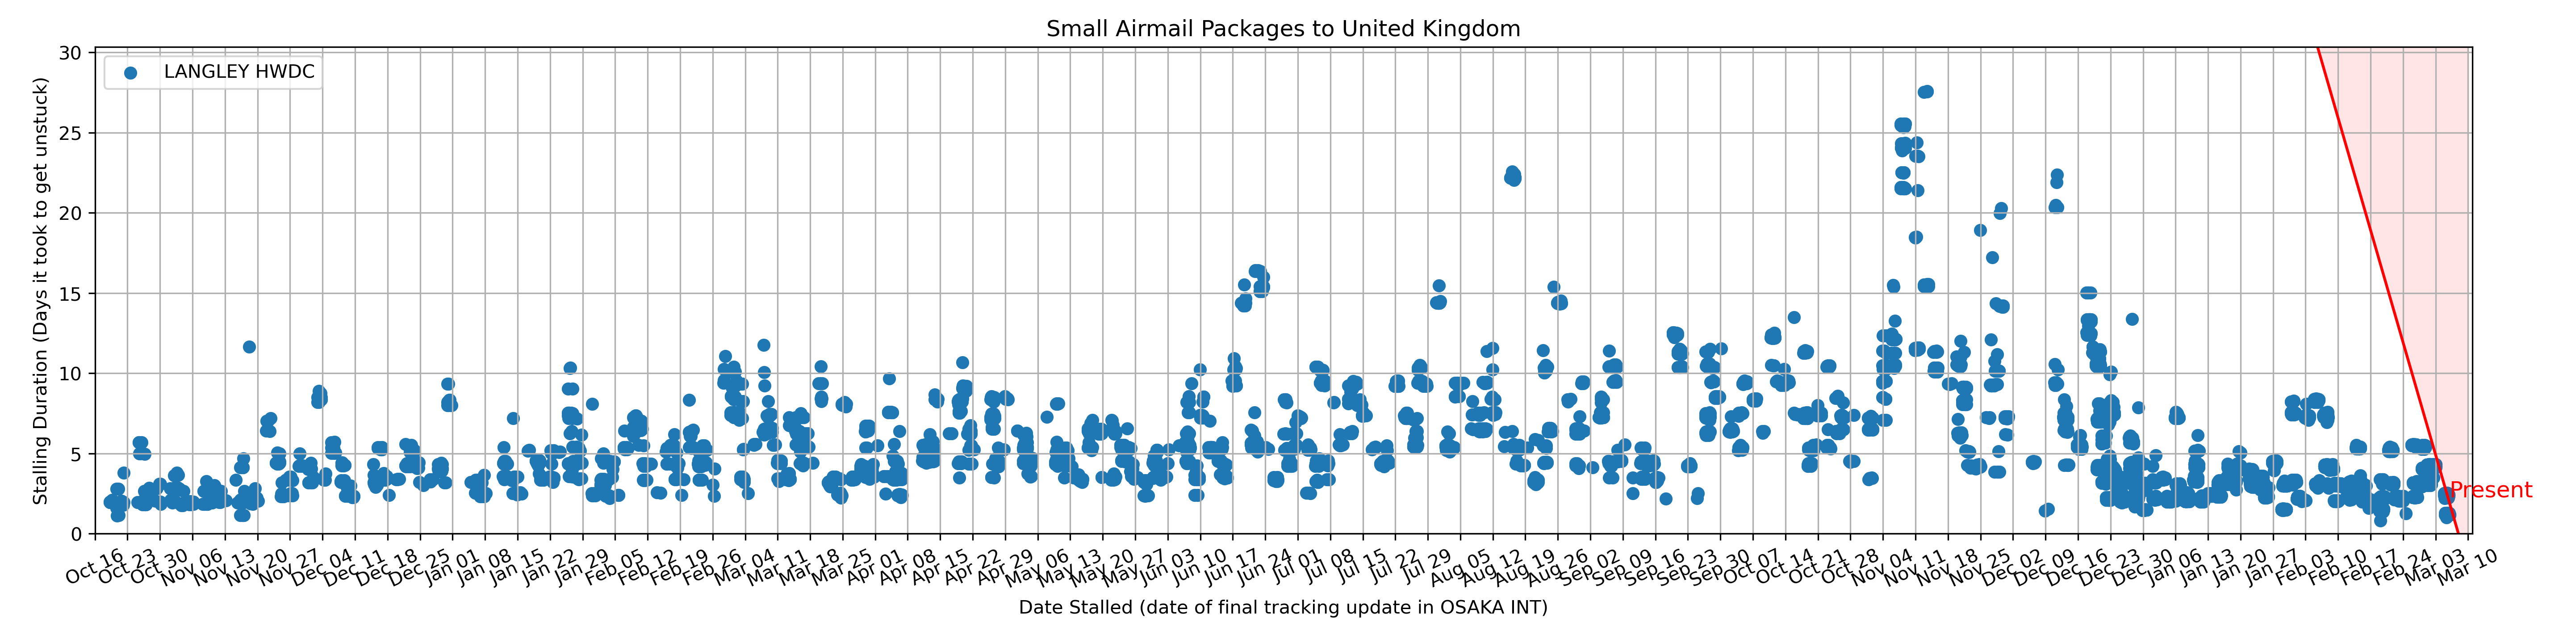 Small Airmail Packages to United Kingdom
LANGLEY HWDC
Stalling Duration (Days it took to get unstuck)
30
25
20
15
10
5
0
Present
Oct 16
Oct 23
Oct 30
Nov 06
Nov 13
Nov 20
Nov 27
Dec 04
Dec 11
Dec 18
Dec 25
Jan 01
Jan 08
Jan 15
Jan 22
Jan 29
Feb 05
Feb 12
Feb 19
Feb 26
Mar 04
Mar 11
Mar 18
Mar 25
Apr 01
Apr 08
Apr 15
Apr 22
Apr 29
May 06
May 13
May 20
May 27
Jun 03
Jun 10
Jun 17
Jun 24
Jul 01
Jul 08
Jul 15
Jul 22
Jul 29
Aug 05
Aug 12
Aug 19
Aug 26
Sep 02
Sep 09
Sep 16
Sep 23
Sep 30
Oct 07
Oct 14
Oct 21
Oct 28
Nov 04
Nov 11
Nov 18
Nov 25
Dec 02
Dec 09
Dec 16
Dec 23
Dec 30
Jan 06
Jan 13
Jan 20
Jan 27
Feb 03
Feb 10
Feb 17
Feb 24
Mar 03
Mar 10
Date Stalled (date of final tracking update in OSAKA INT)